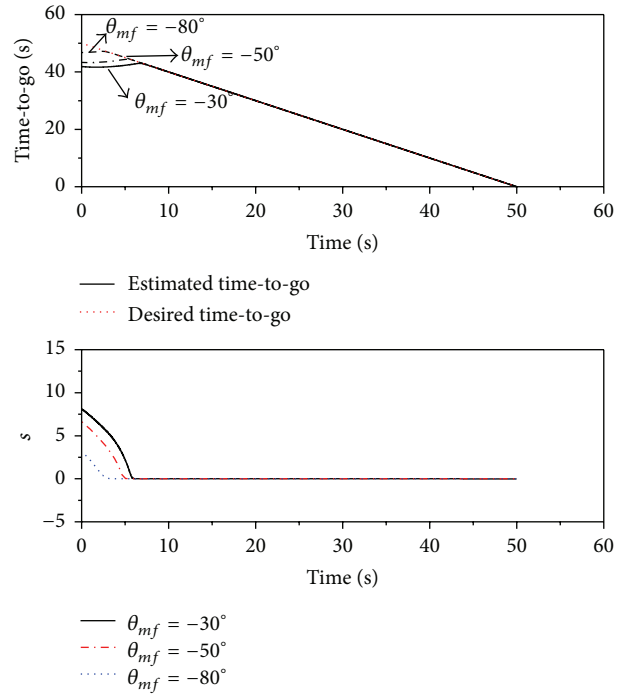 60
θmf = −80°
θmf = −50°
40
θmf = −30°
20
0
Time-to-go (s)
0 10 20 30 40 50 60
Time (s)
Estimated time-to-go
Desired time-to-go
15
10
5
0
−5
s
0 10 20 30 40 50 60
Time (s)
θmf = −30°
θmf = −50°
θmf = −80°